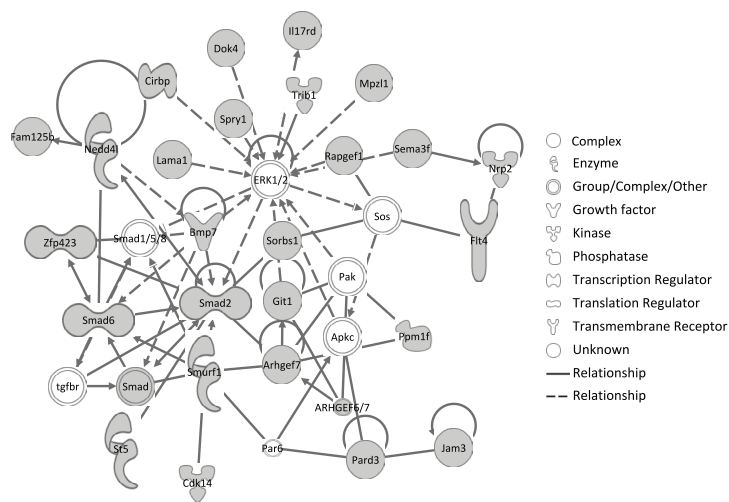 Il17rd
Dok4
Cirbp
Trib1
Mpzl1
Spry1
Fam125b
Nedd4l
Lama1
Rapgef1
Sema3f
Nrp2
ERK1/2
Sos
Zfp423
Smad1/5/8
Bmp7
Sorbs1
Flt4
Pak
Smad2
Git1
Smad6
Apkc
Ppm1f
tgfbr
Smad
Smurf1
Arhgef7
ARHGEF6/7
St5
Par6
Pard3
Jam3
Cdk14
Complex
Enzyme
Group/Complex/Other
Growth factor
Kinase
Phosphatase
Transcription Regulator
Translation Regulator
Transmembrane Receptor
Unknown
Relationship
Relationship